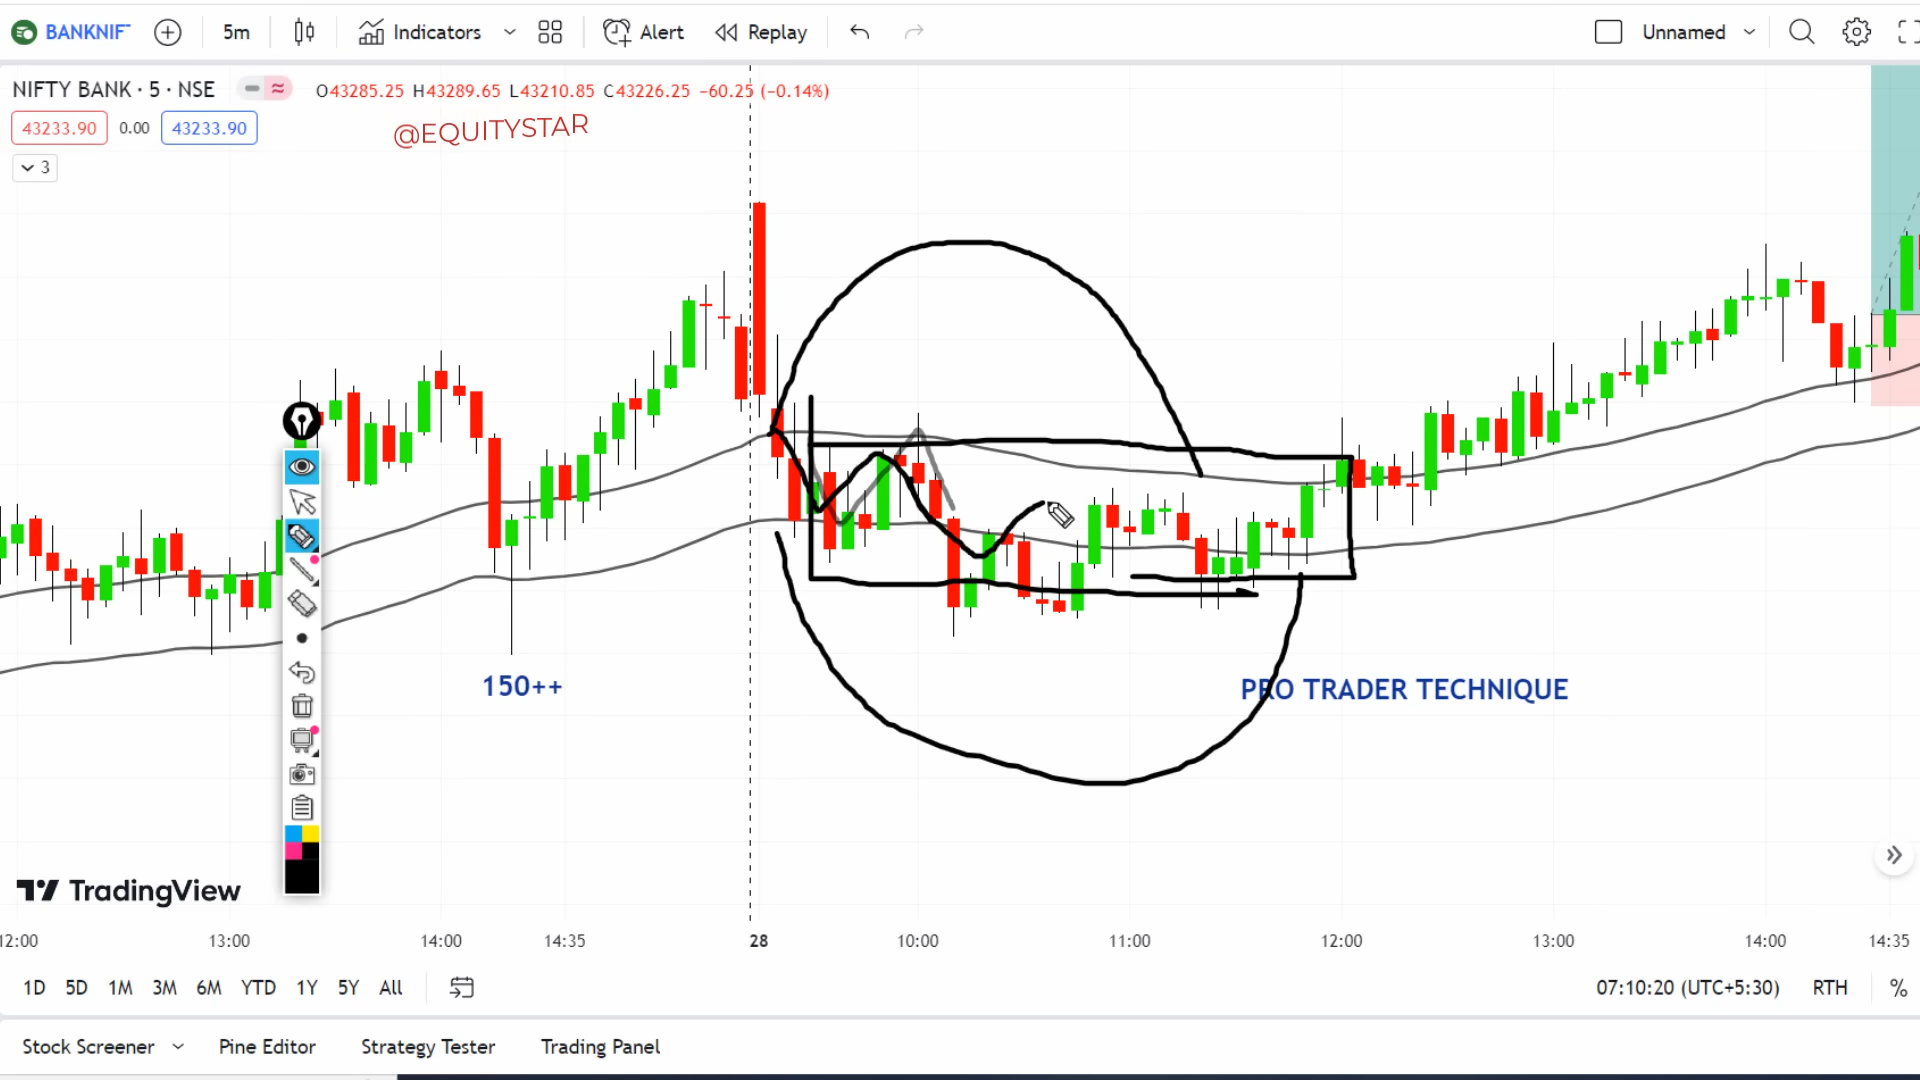 BANKNIFT 5m Indicators Alert Replay Unnamed
NIFTY BANK · 5 · NSE O43285.25 H43289.65 L43210.85 C43226.25 −60.25 (−0.14%)
43233.90 0.00 43233.90
@EQUITYSTAR
3
150++
PRO TRADER TECHNIQUE
TradingView
12:00 13:00 14:00 14:35 28 10:00 11:00 12:00 13:00 14:00 14:35
1D 5D 1M 3M 6M YTD 1Y 5Y All 07:10:20 (UTC+5:30) RTH %
Stock Screener Pine Editor Strategy Tester Trading Panel